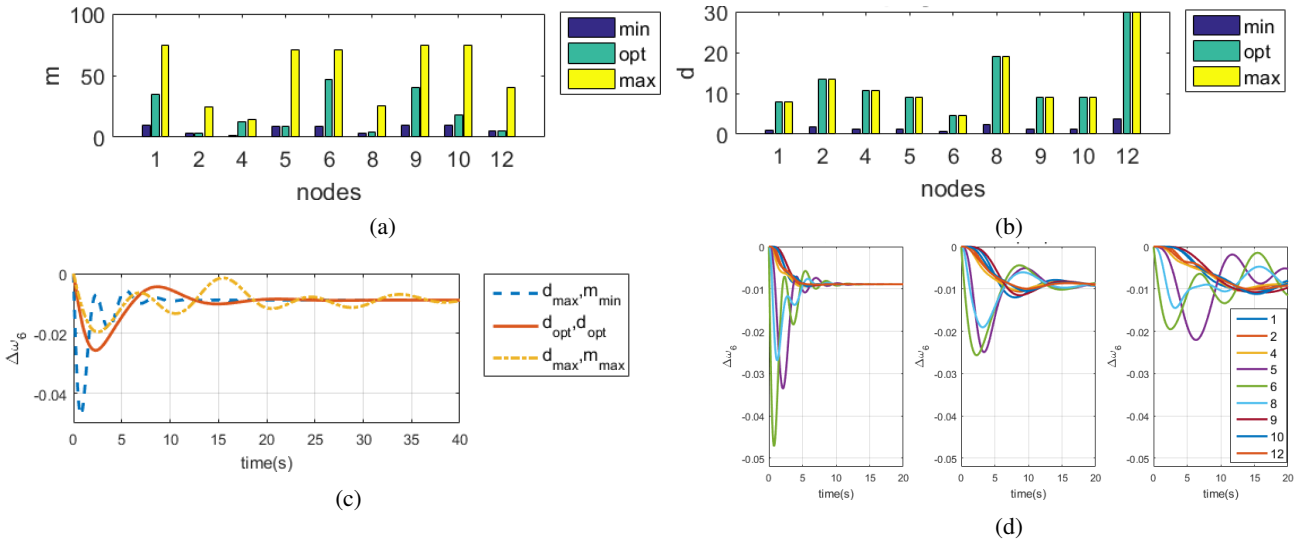 100
50
0
m
1 2 4 5 6 8 9 10 12
nodes
min
opt
max
(a)
30
20
10
0
d
1 2 4 5 6 8 9 10 12
nodes
min
opt
max
(b)
0
-0.02
-0.04
Δω6
0 5 10 15 20 25 30 35 40
time(s)
dmax,mmin
dopt,dopt
dmax,mmax
(c)
0
-0.01
-0.02
-0.03
-0.04
-0.05
Δω6
0 5 10 15 20
time(s)
0
-0.01
-0.02
-0.03
-0.04
-0.05
Δω6
0 5 10 15 20
time(s)
0
-0.01
-0.02
-0.03
-0.04
-0.05
Δω6
0 5 10 15 20
time(s)
1
2
4
5
6
8
9
10
12
(d)